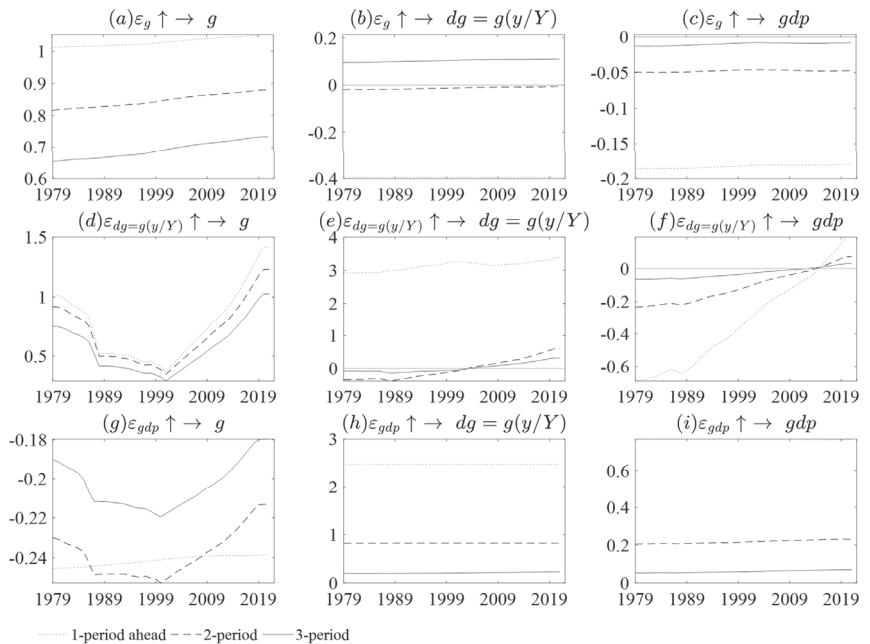 (a)ε_g ↑ → g
(b)ε_g ↑ → dg = g(y/Y)
(c)ε_g ↑ → gdp
1
0.9
0.8
0.7
0.6
1979 1989 1999 2009 2019
0.2
0
-0.2
-0.4
1979 1989 1999 2009 2019
0
-0.05
-0.1
-0.15
-0.2
1979 1989 1999 2009 2019
(d)ε_{dg=g(y/Y)} ↑ → g
(e)ε_{dg=g(y/Y)} ↑ → dg = g(y/Y)
(f)ε_{dg=g(y/Y)} ↑ → gdp
1.5
1
0.5
1979 1989 1999 2009 2019
4
3
2
1
0
1979 1989 1999 2009 2019
0
-0.2
-0.4
-0.6
1979 1989 1999 2009 2019
(g)ε_{gdp} ↑ → g
(h)ε_{gdp} ↑ → dg = g(y/Y)
(i)ε_{gdp} ↑ → gdp
-0.18
-0.2
-0.22
-0.24
1979 1989 1999 2009 2019
3
2
1
0
1979 1989 1999 2009 2019
0.6
0.4
0.2
0
1979 1989 1999 2009 2019
1-period ahead 2-period 3-period